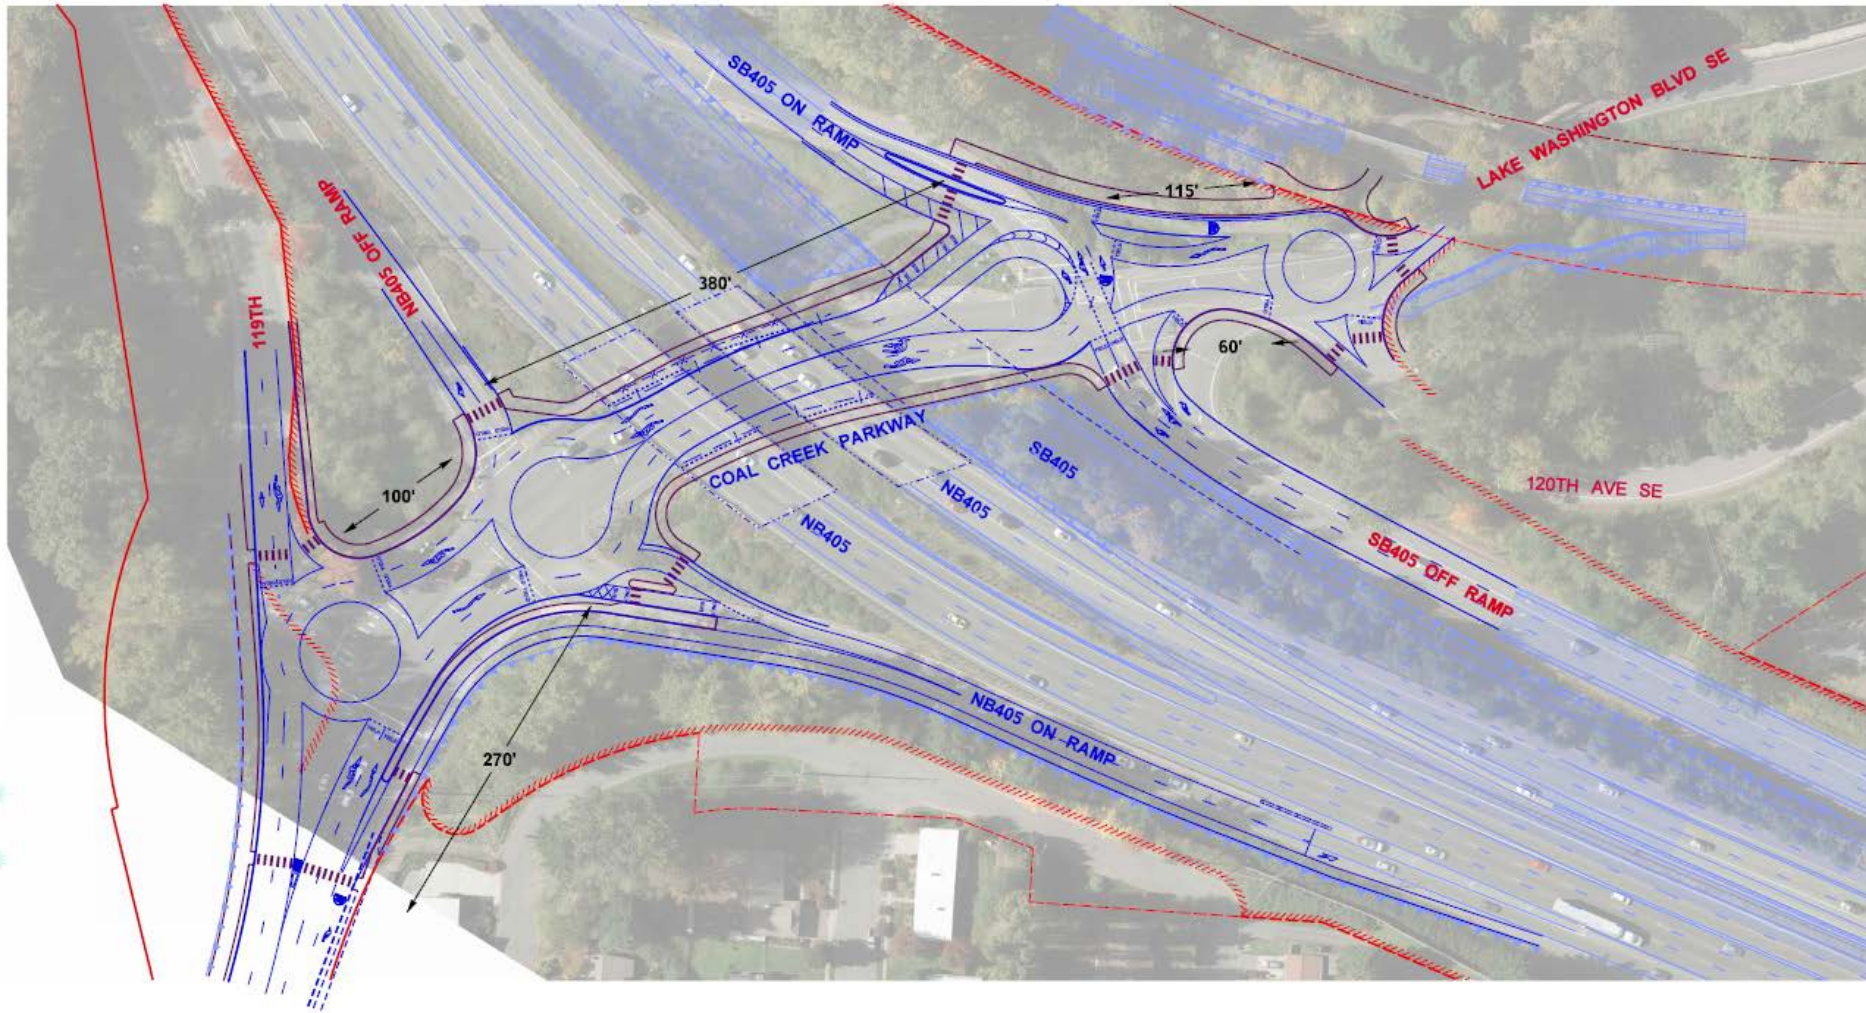 SB405 ON RAMP
LAKE WASHINGTON BLVD SE
115'
NB405 OFF RAMP
380'
119TH
60'
COAL CREEK PARKWAY
SB405
100'
NB405
120TH AVE SE
NB405
SB405 OFF RAMP
NB405 ON RAMP
270'